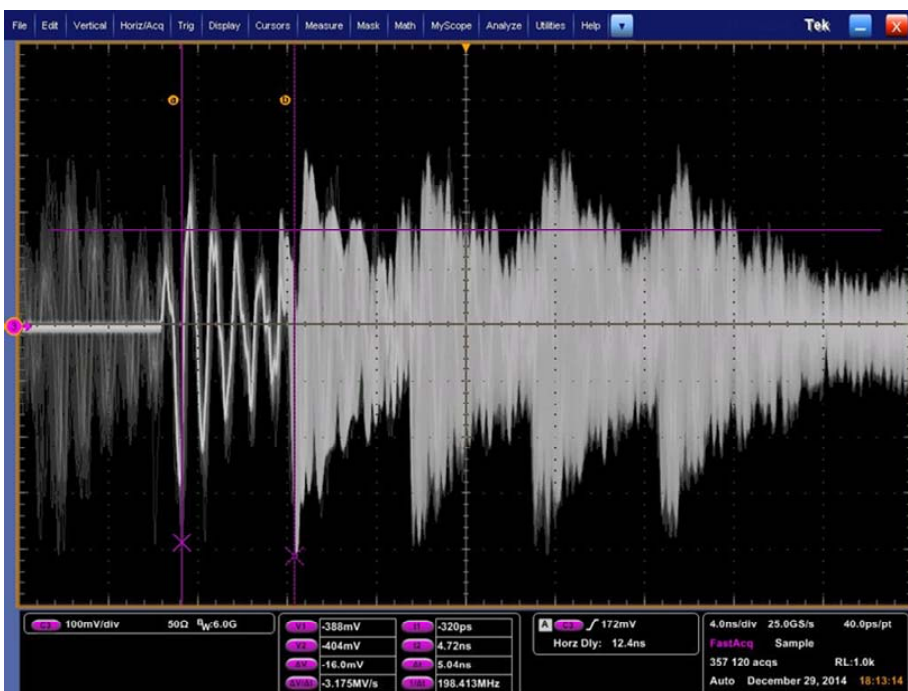 File Edit Vertical Horiz/Acq Trig Display Cursors Measure Mask Math MyScope Analyze Utilities Help Tek
a b
C3 100mV/div 50Ω BW:6.0G
V1 -388mV t1 -320ps
V2 -404mV t2 4.72ns
ΔV -16.0mV Δt 5.04ns
ΔV/Δt -3.175MV/s 1/Δt 198.413MHz
A C3 172mV
Horz Dly: 12.4ns
4.0ns/div 25.0GS/s 40.0ps/pt
FastAcq Sample
357 120 acqs RL:1.0k
Auto December 29, 2014 18:13:14